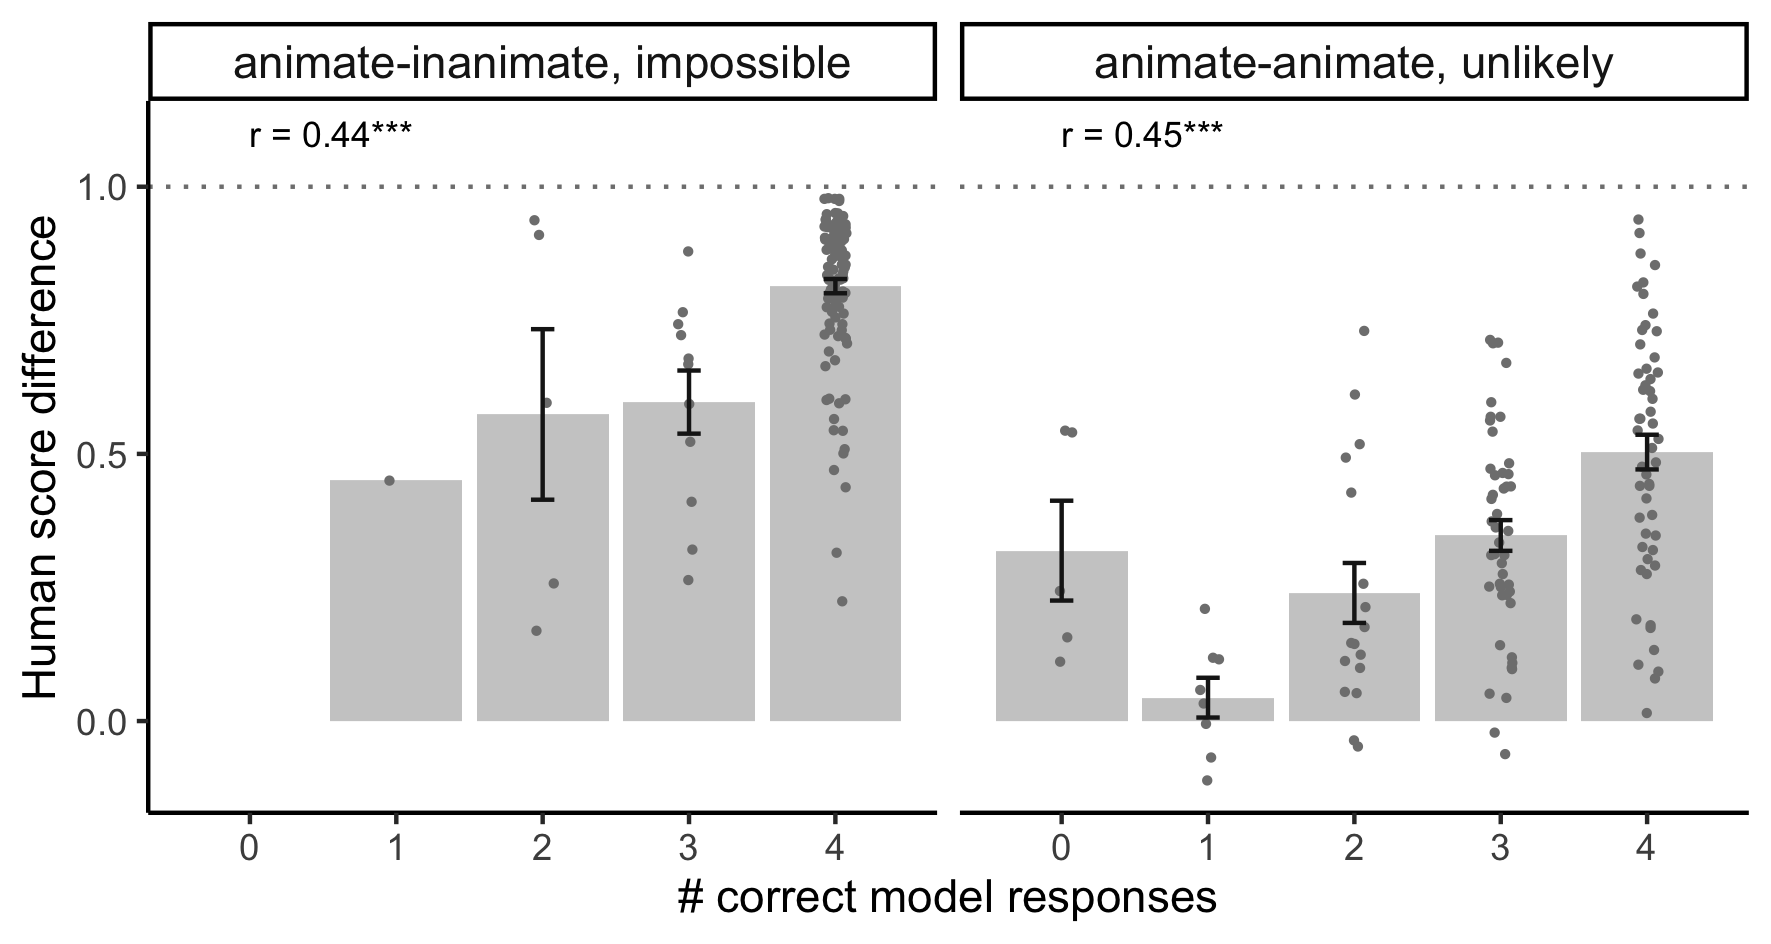 animate-inanimate, impossible
animate-animate, unlikely
r = 0.44***
r = 0.45***
1.0
0.5
0.0
Human score difference
0 1 2 3 4
0 1 2 3 4
# correct model responses